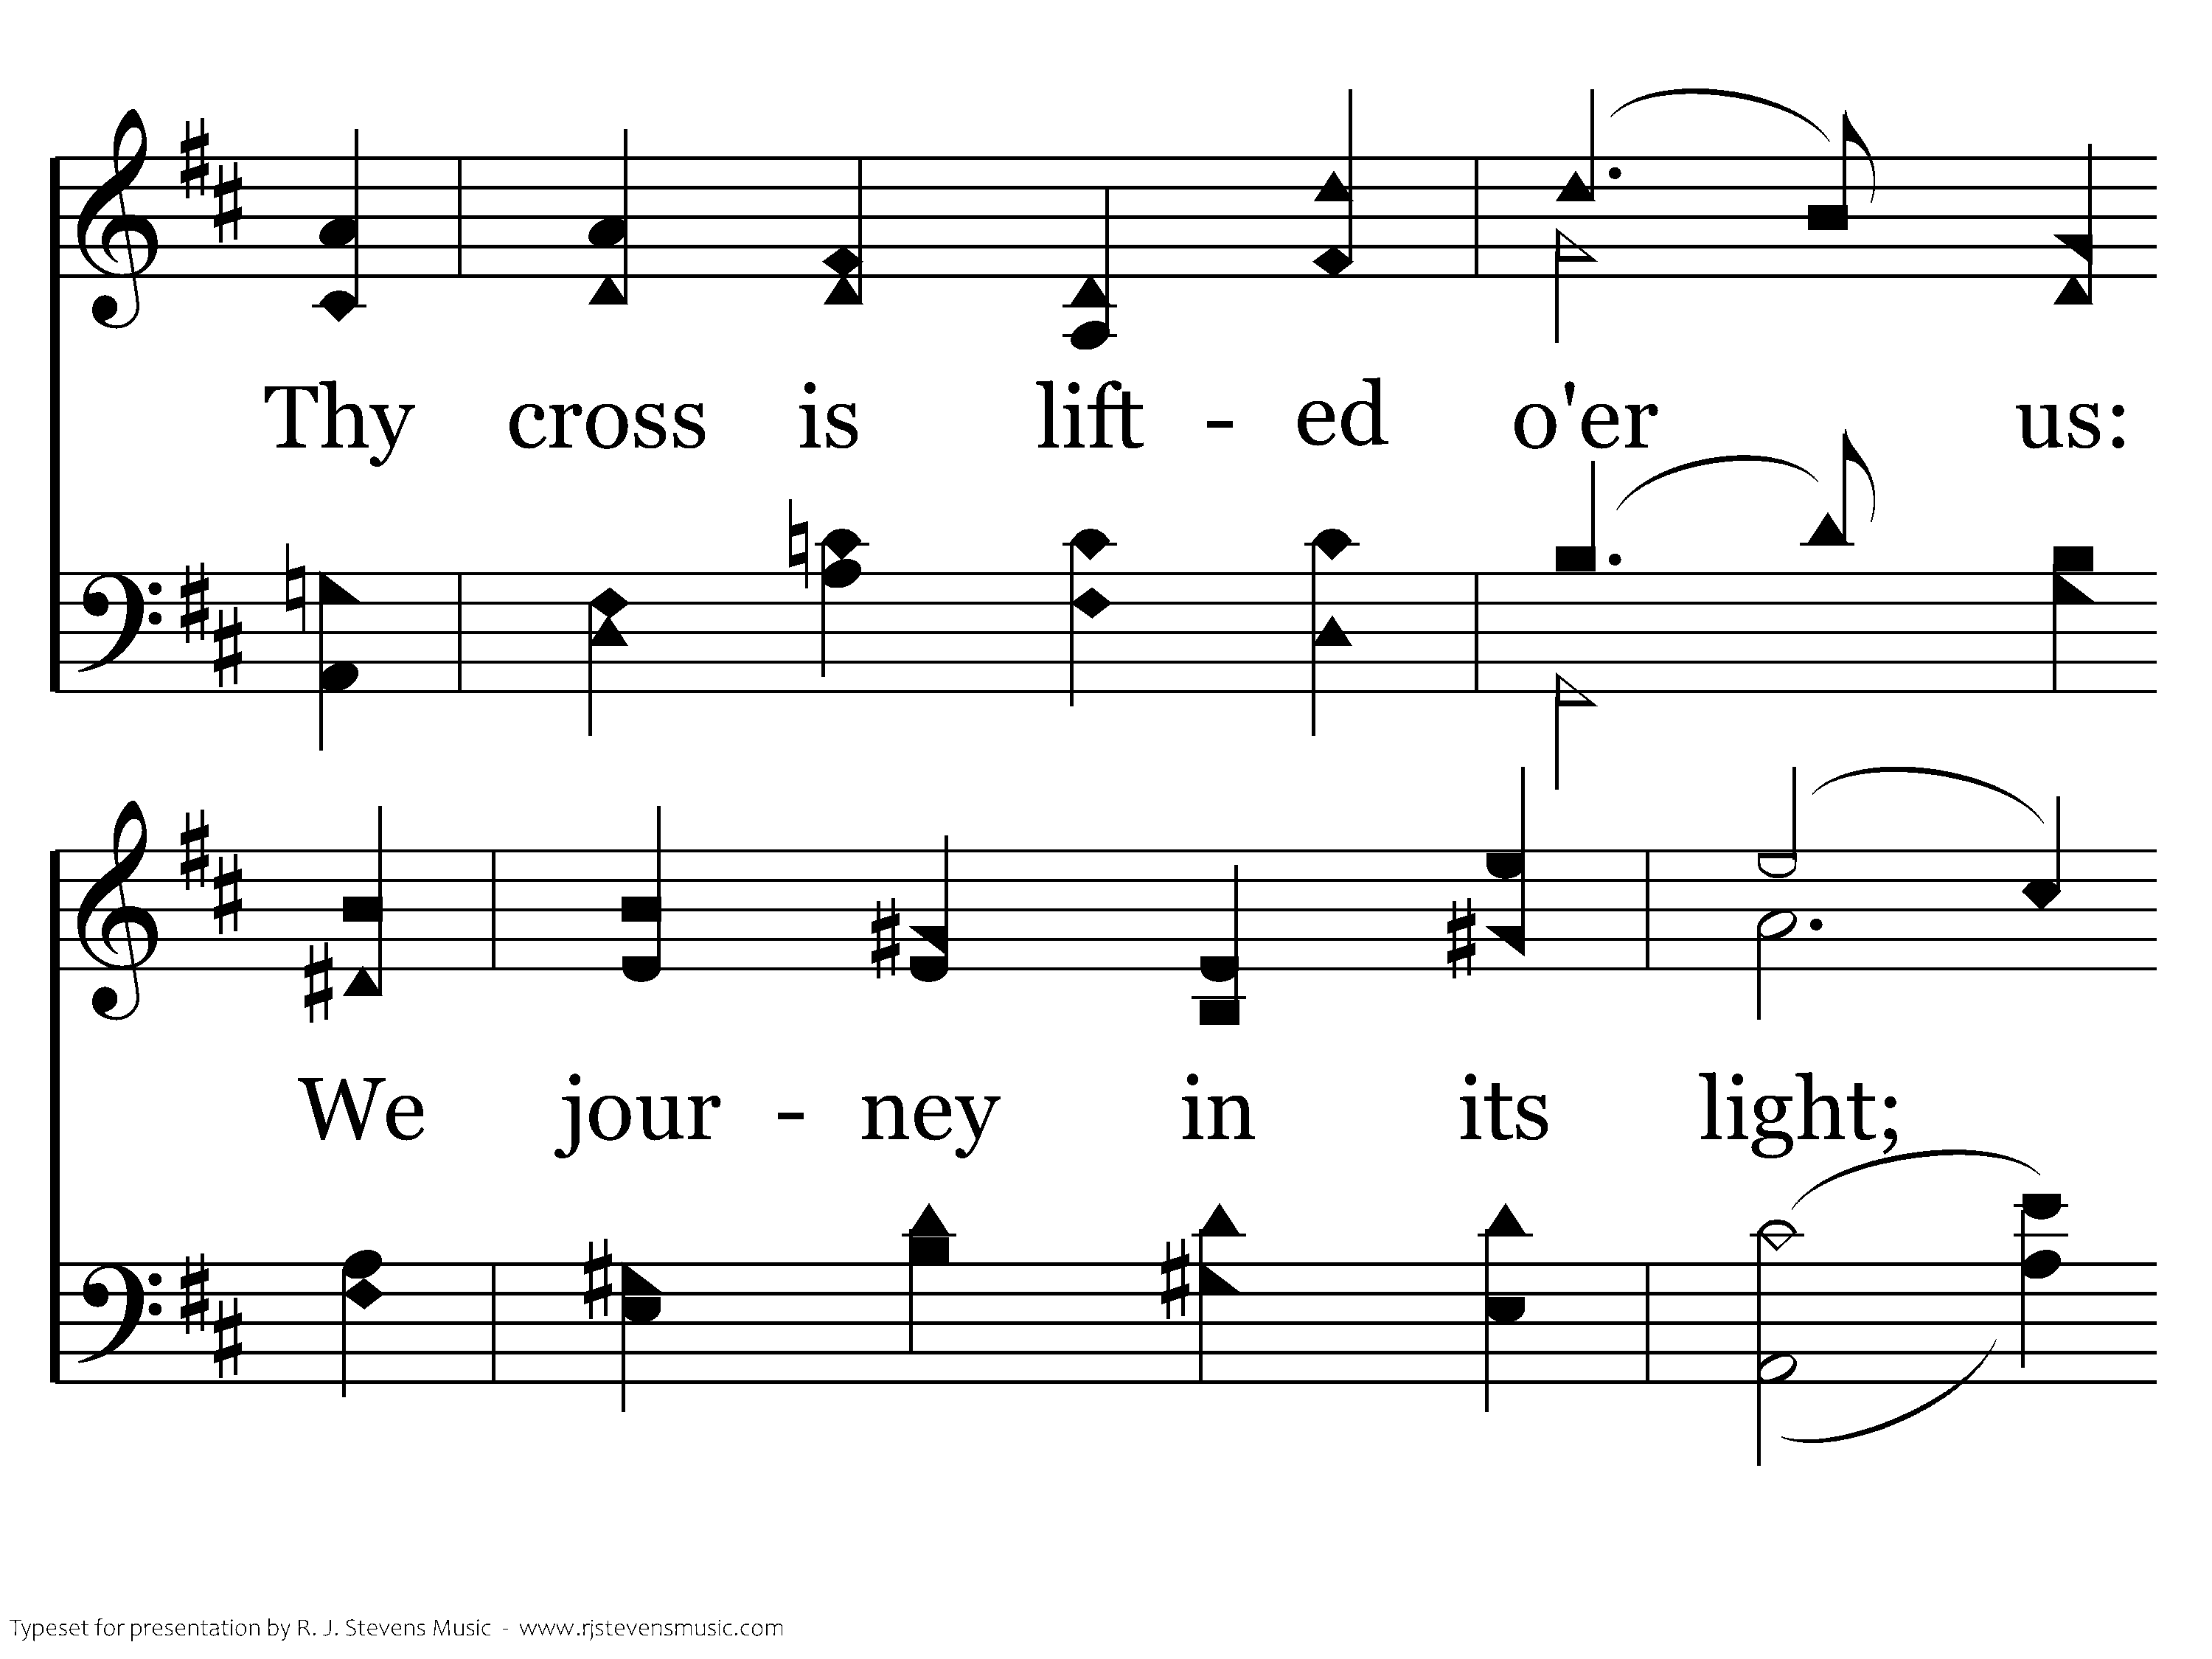 Thy cross is lift - ed o'er us:
We jour - ney in its light;
Typeset for presentation by R. J. Stevens Music - www.rjstevensmusic.com